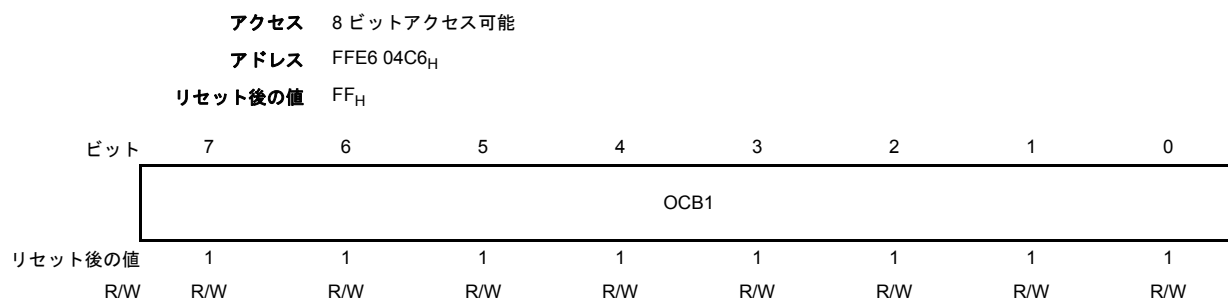 アクセス 8 ビットアクセス可能
アドレス FFE6 04C6H
リセット後の値 FFH
ビット 7 6 5 4 3 2 1 0
OCB1
リセット後の値 1 1 1 1 1 1 1 1
R/W R/W R/W R/W R/W R/W R/W R/W R/W